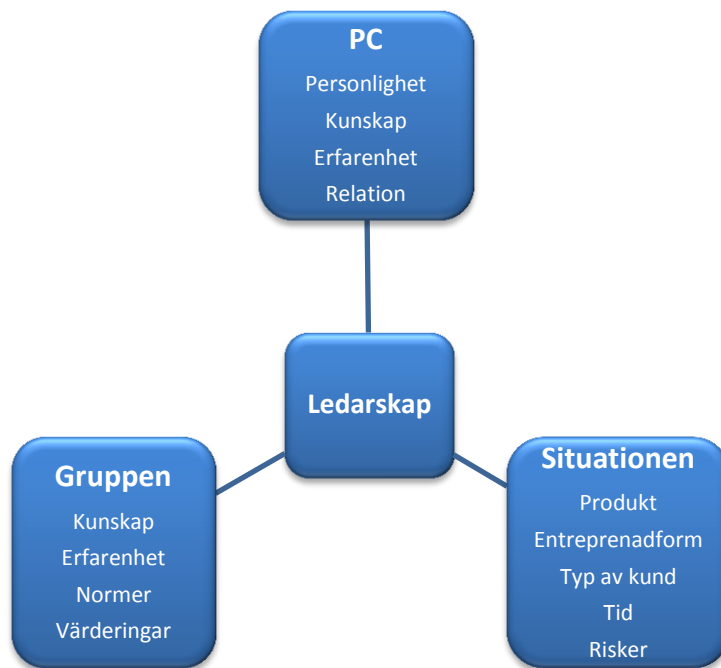 PC
Personlighet
Kunskap
Erfarenhet
Relation
Ledarskap
Gruppen
Kunskap
Erfarenhet
Normer
Värderingar
Situationen
Produkt
Entreprenadform
Typ av kund
Tid
Risker